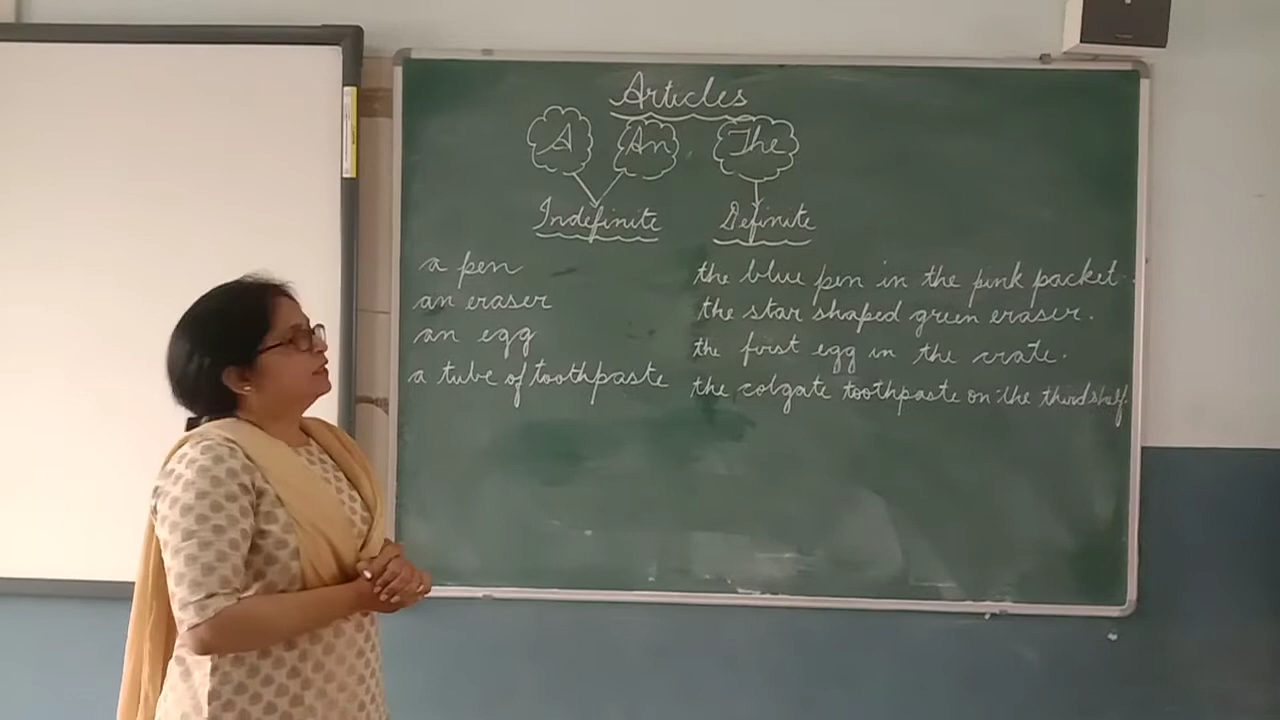 Articles
A An The
Indefinite Definite
a pen
an eraser
an egg
a tube of toothpaste
the blue pen in the pink packet.
the star shaped green eraser.
the first egg in the crate.
the colgate toothpaste on the third shelf.